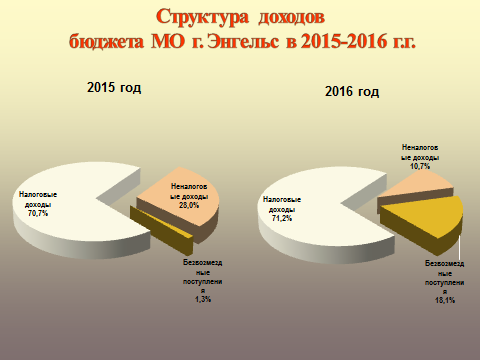 Структура доходов
бюджета МО г. Энгельс в 2015-2016 г.г.
2015 год
2016 год
Налоговые
доходы
70,7%
Неналогов
ые доходы
28,0%
Безвозмезд
ные
поступлени
я
1,3%
Налоговые
доходы
71,2%
Неналогов
ые доходы
10,7%
Безвозмезд
ные
поступлени
я
18,1%